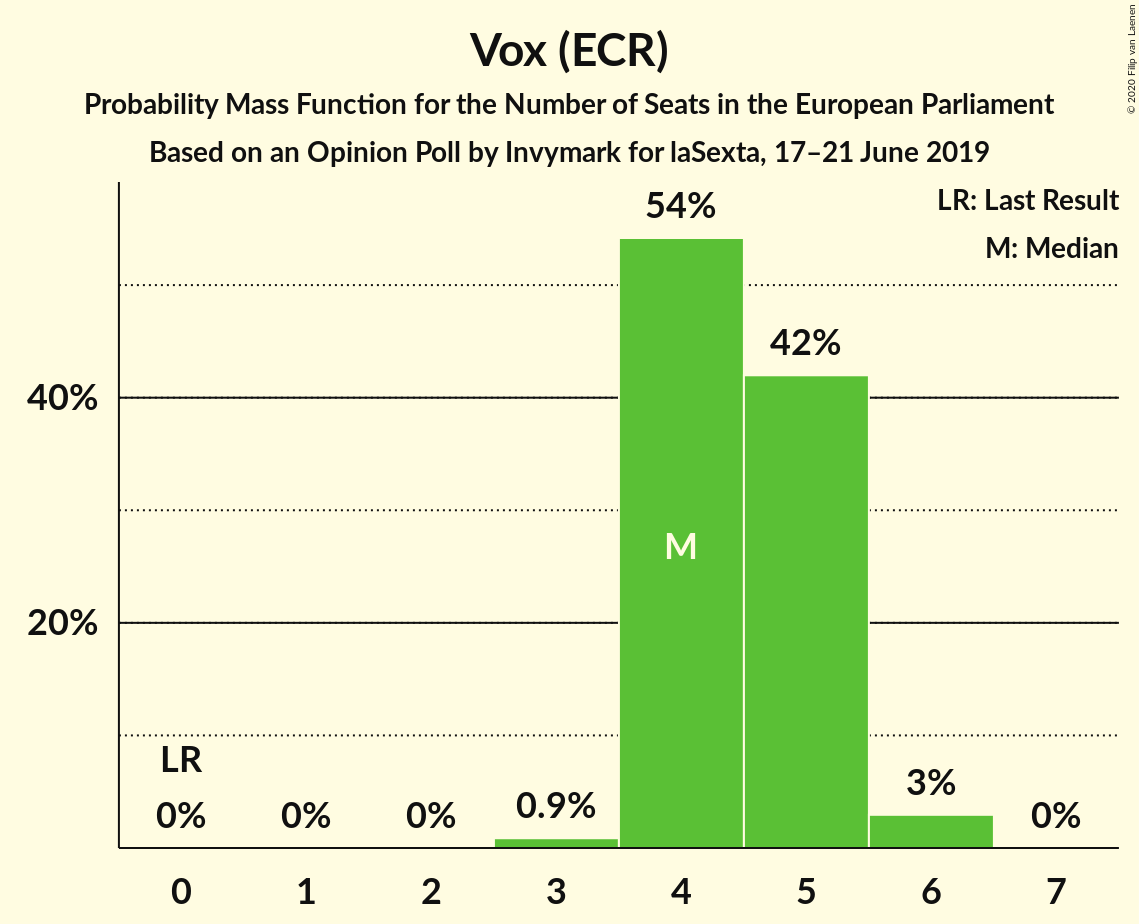 Vox (ECR)
Probability Mass Function for the Number of Seats in the European Parliament
Based on an Opinion Poll by Invymark for laSexta, 17–21 June 2019
© 2020 Filip van Laenen
LR: Last Result
M: Median
54%
42%
40%
M
20%
LR
0%
0%
0%
0.9%
3%
0%
0
1
2
3
4
5
6
7